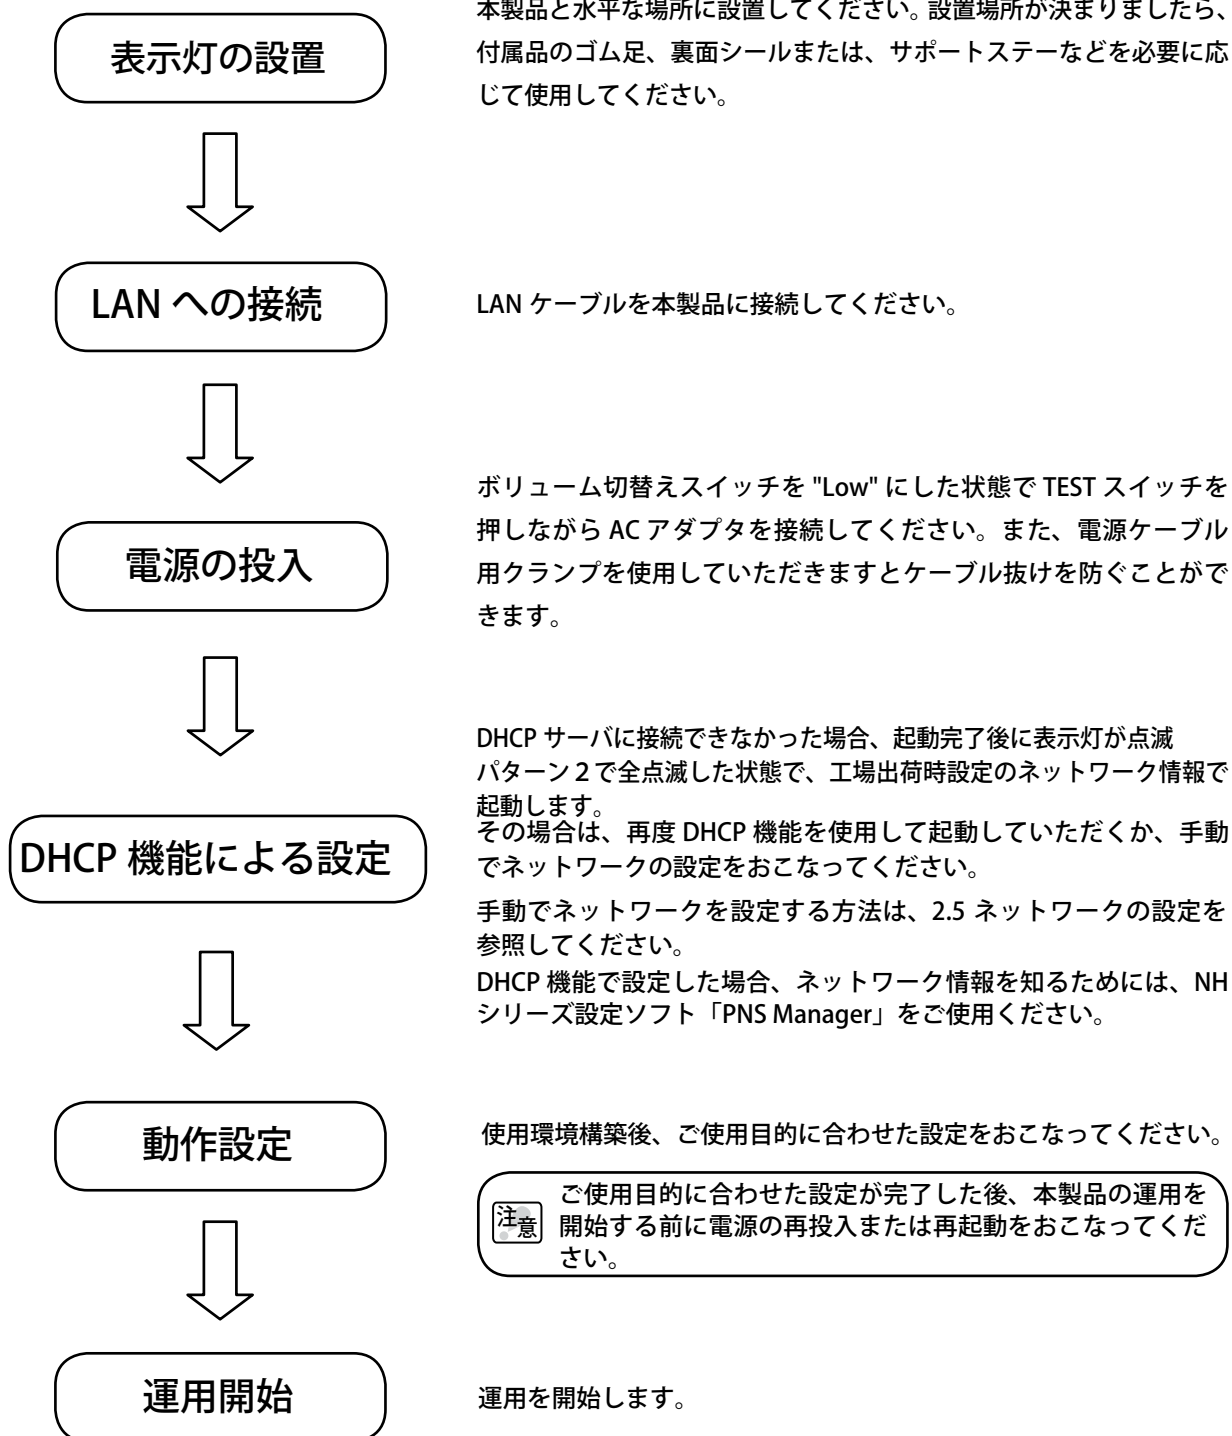 表示灯の設置
本製品と水平な場所に設置してください。設置場所が決まりましたら、
付属品のゴム足、裏面シールまたは、サポートステーなどを必要に応
じて使用してください。
LAN への接続
LAN ケーブルを本製品に接続してください。
電源の投入
ボリューム切替えスイッチを "Low" にした状態で TEST スイッチを
押しながら AC アダプタを接続してください。また、電源ケーブル
用クランプを使用していただきますとケーブル抜けを防ぐことがで
きます。
DHCP 機能による設定
DHCP サーバに接続できなかった場合、起動完了後に表示灯が点滅
パターン２で全点滅した状態で、工場出荷時設定のネットワーク情報で
起動します。
その場合は、再度 DHCP 機能を使用して起動していただくか、手動
でネットワークの設定をおこなってください。
手動でネットワークを設定する方法は、2.5 ネットワークの設定を
参照してください。
DHCP 機能で設定した場合、ネットワーク情報を知るためには、NH
シリーズ設定ソフト「PNS Manager」をご使用ください。
動作設定
使用環境構築後、ご使用目的に合わせた設定をおこなってください。
注意
ご使用目的に合わせた設定が完了した後、本製品の運用を
開始する前に電源の再投入または再起動をおこなってくだ
さい。
運用開始
運用を開始します。